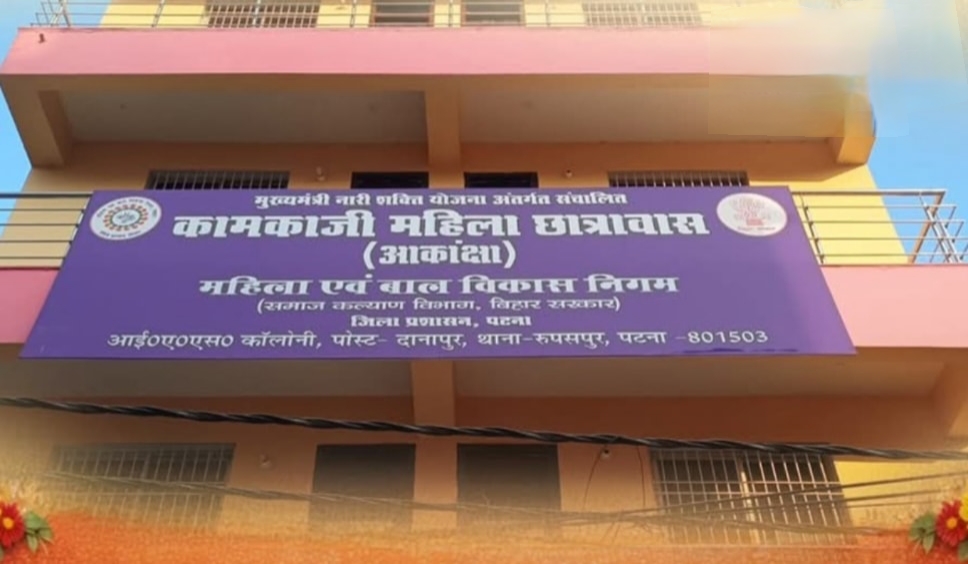 मुख्यमंत्री नारी शक्ति योजना अंतर्गत संचालित
कामकाजी महिला छात्रावास
(आकांक्षा)
महिला एवं बाल विकास निगम
(समाज कल्याण विभाग, बिहार सरकार)
जिला प्रशासन, पटना
आई०ए०एस० कॉलोनी, पोस्ट- दानापुर, थाना-रुपसपुर, पटना -801503